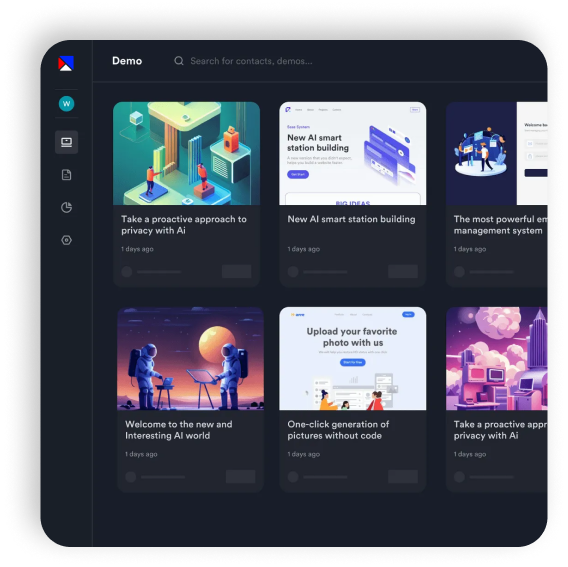 Demo
Search for contacts, demos...
W
Ease System
New AI smart
station building
BIG IDEAS
Welcome ba
Take a proactive approach to
privacy with Ai
1 days ago
New AI smart station building
1 days ago
The most powerful em
management system
1 days ago
Upload your favorite
photo with us
Welcome to the new and
Interesting AI world
1 days ago
One-click generation of
pictures without code
1 days ago
Take a proactive appr
privacy with Ai
1 days ago